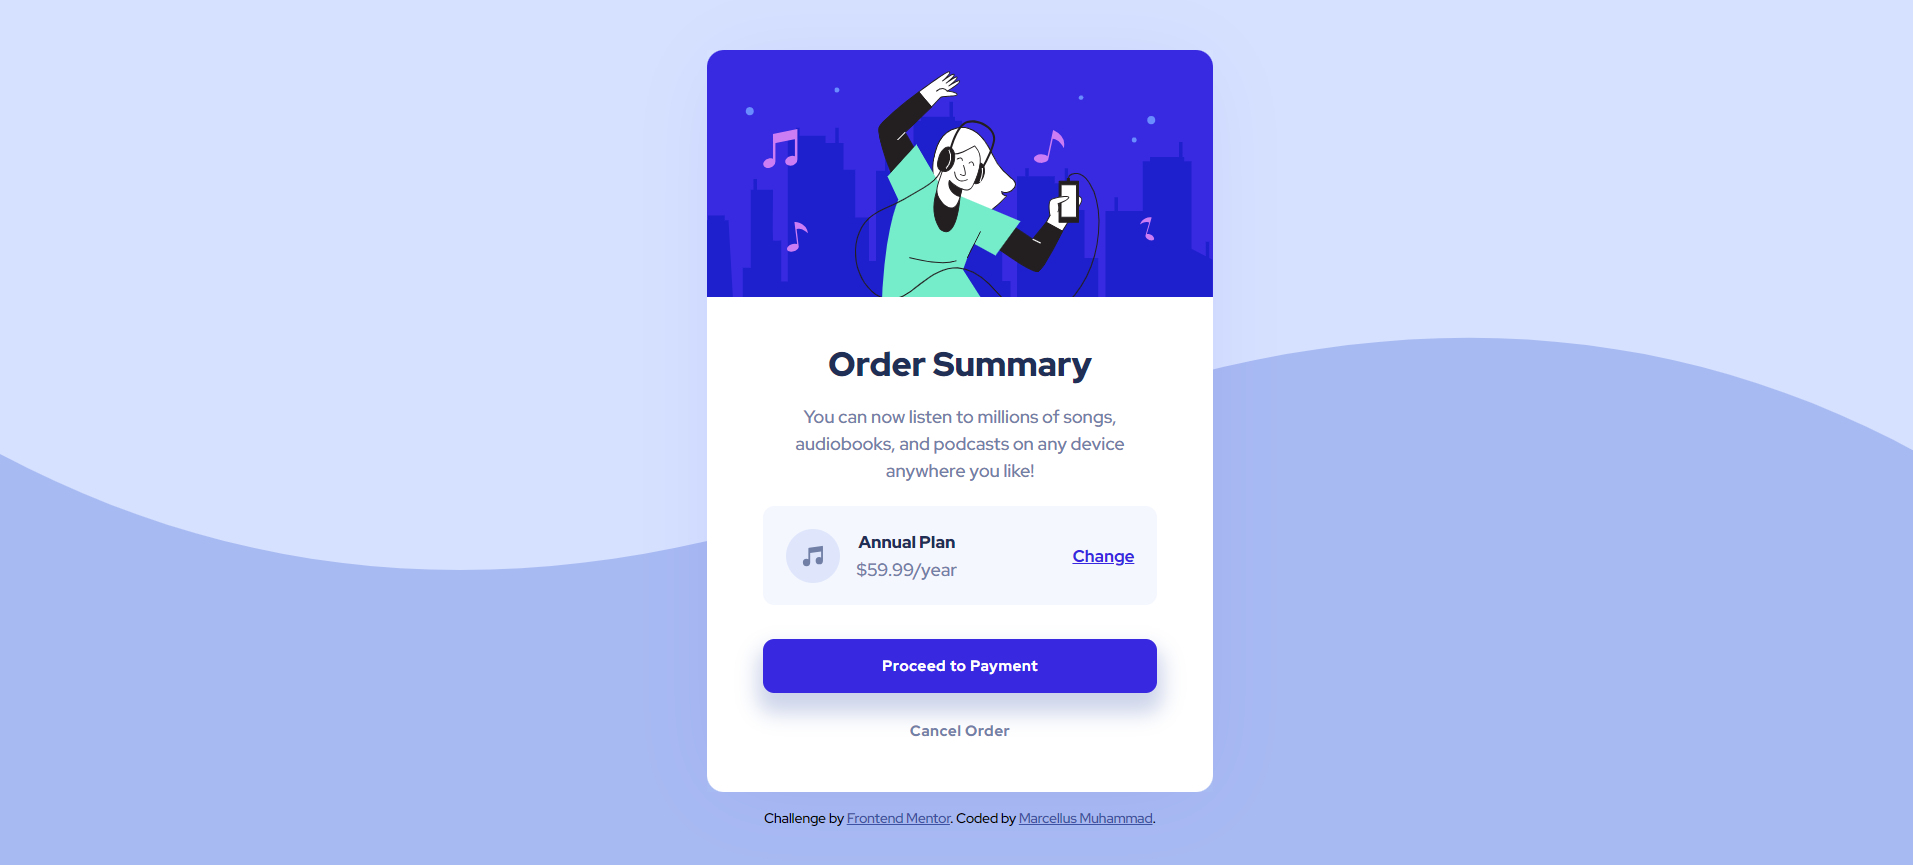 Order Summary
You can now listen to millions of songs,
audiobooks, and podcasts on any device
anywhere you like!
Annual Plan
$59.99/year
Change
Proceed to Payment
Cancel Order
Challenge by Frontend Mentor. Coded by Marcellus Muhammad.